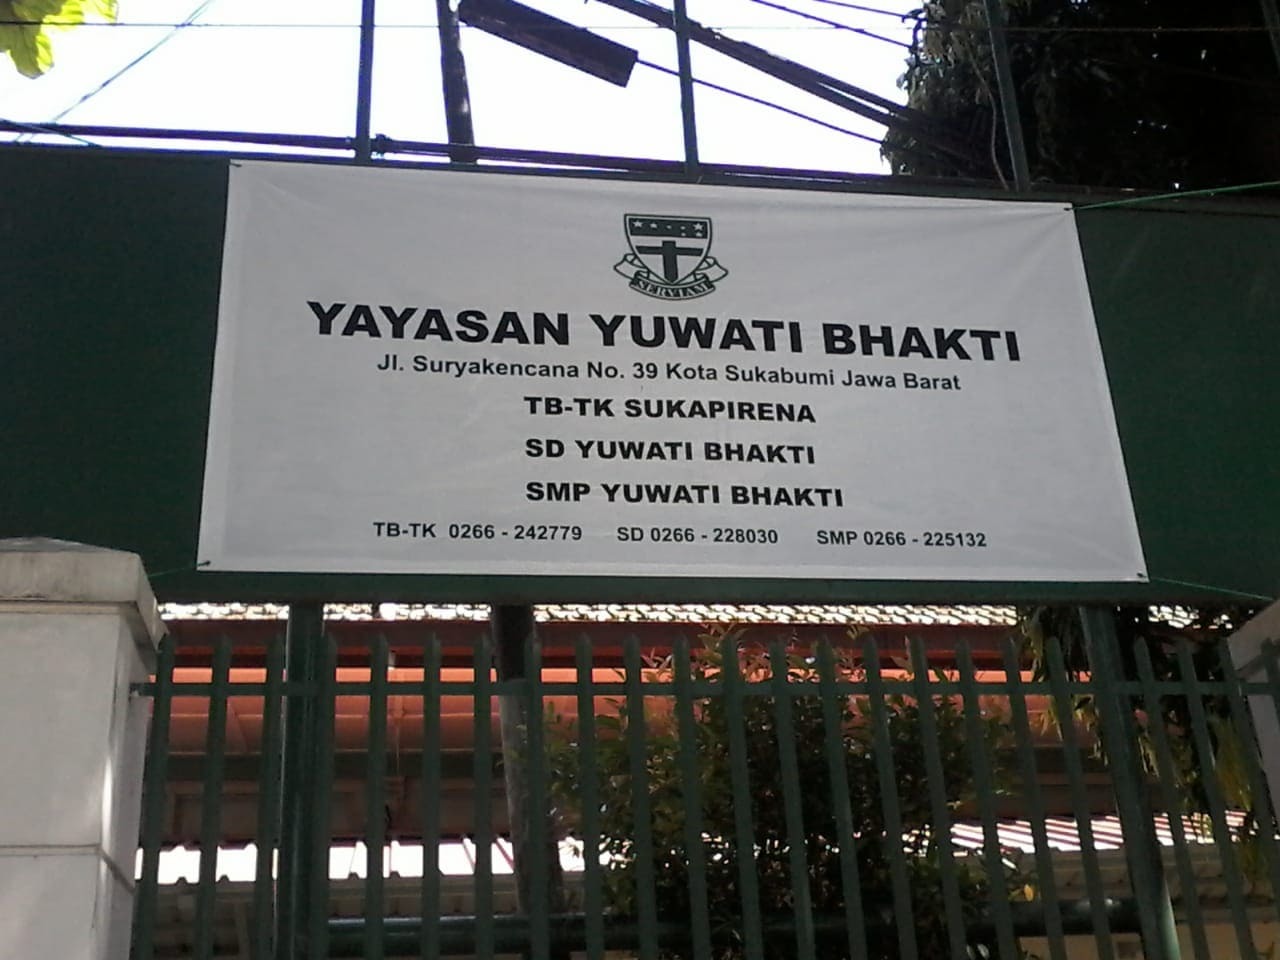 SERVIAM
YAYASAN YUWATI BHAKTI
Jl. Suryakencana No. 39 Kota Sukabumi Jawa Barat
TB-TK SUKAPIRENA
SD YUWATI BHAKTI
SMP YUWATI BHAKTI
TB-TK 0266 - 242779 SD 0266 - 228030 SMP 0266 - 225132